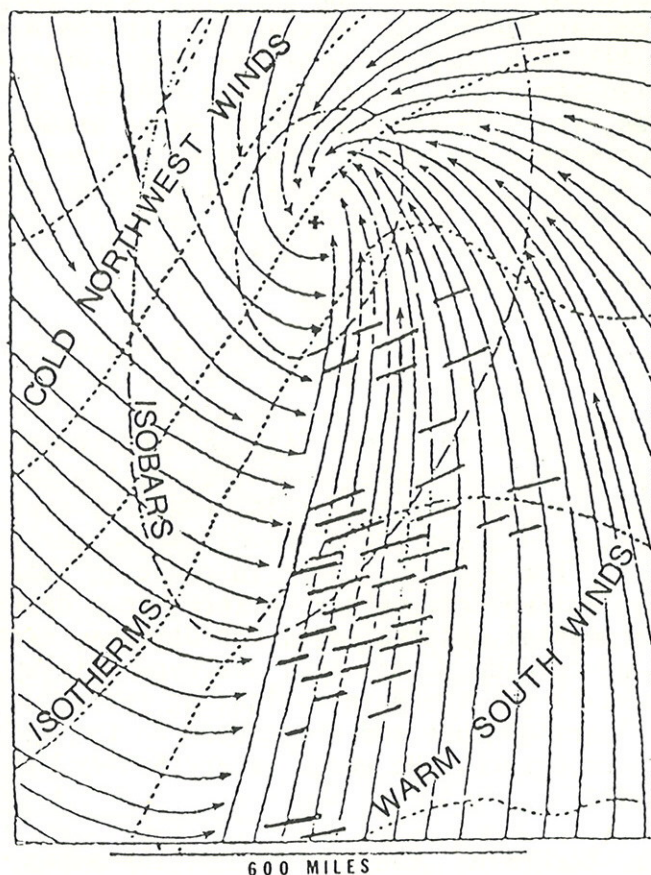 COLD NORTHWEST WINDS
ISOBARS
ISOTHERMS
WARM SOUTH WINDS
600 MILES